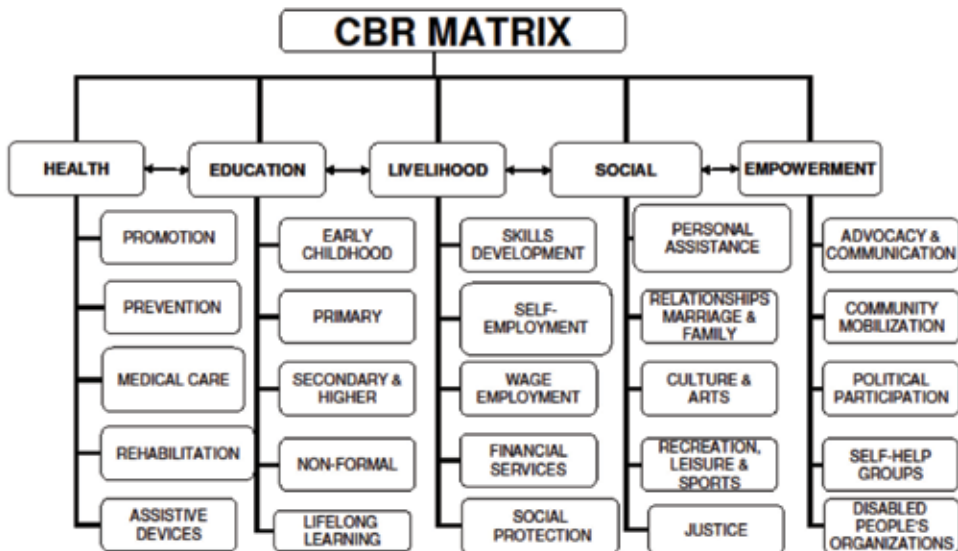 CBR MATRIX
HEALTH
EDUCATION
LIVELIHOOD
SOCIAL
EMPOWERMENT
PROMOTION
PREVENTION
MEDICAL CARE
REHABILITATION
ASSISTIVE
DEVICES
EARLY
CHILDHOOD
PRIMARY
SECONDARY &
HIGHER
NON-FORMAL
LIFELONG
LEARNING
SKILLS
DEVELOPMENT
SELF-
EMPLOYMENT
WAGE
EMPLOYMENT
FINANCIAL
SERVICES
SOCIAL
PROTECTION
PERSONAL
ASSISTANCE
RELATIONSHIPS
MARRIAGE &
FAMILY
CULTURE &
ARTS
RECREATION,
LEISURE &
SPORTS
JUSTICE
ADVOCACY &
COMMUNICATION
COMMUNITY
MOBILIZATION
POLITICAL
PARTICIPATION
SELF-HELP
GROUPS
DISABLED
PEOPLE'S
ORGANIZATIONS